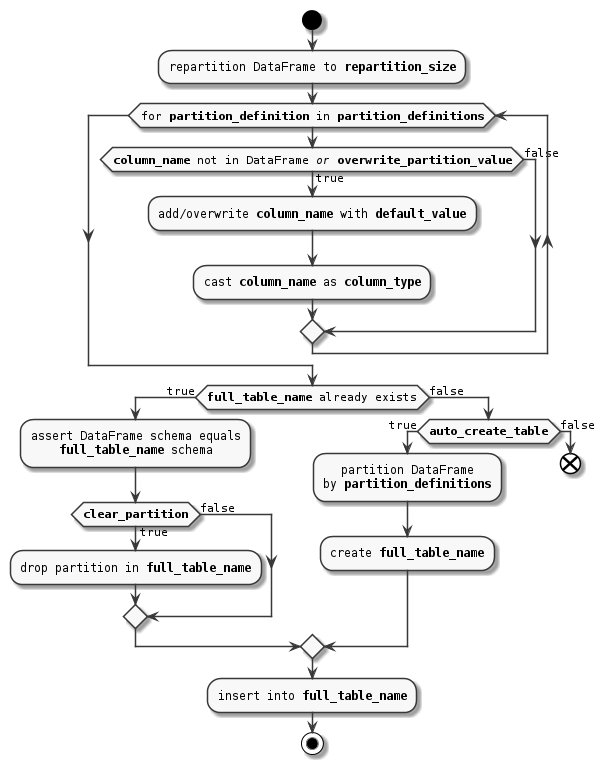 repartition DataFrame to repartition_size
for partition_definition in partition_definitions
column_name not in DataFrame or overwrite_partition_value
false
true
add/overwrite column_name with default_value
cast column_name as column_type
true
full_table_name already exists
false
assert DataFrame schema equals
full_table_name schema
true
auto_create_table
false
partition DataFrame
by partition_definitions
clear_partition
false
true
drop partition in full_table_name
create full_table_name
insert into full_table_name